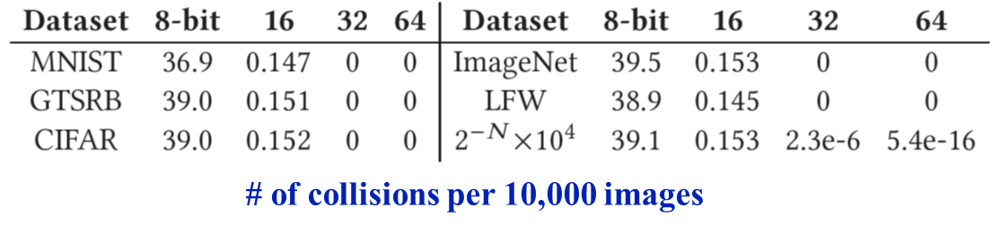 Dataset 8-bit 16 32 64 Dataset 8-bit 16 32 64
MNIST 36.9 0.147 0 0 ImageNet 39.5 0.153 0 0
GTSRB 39.0 0.151 0 0 LFW 38.9 0.145 0 0
CIFAR 39.0 0.152 0 0 2⁻ᴺ×10⁴ 39.1 0.153 2.3e-6 5.4e-16
# of collisions per 10,000 images